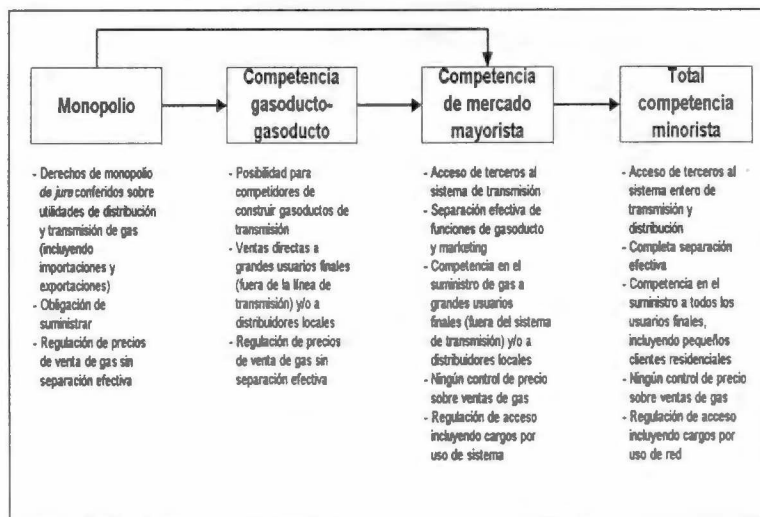 Monopolio
Competencia
gasoducto-
gasoducto
Competencia
de mercado
mayorista
Total
competencia
minorista
- Derechos de monopolio
de jure conferidos sobre
utilidades de distribución
y transmisión de gas
(incluyendo
importaciones y
exportaciones)
- Obligación de
suministrar
- Regulación de precios
de venta de gas sin
separación efectiva
- Posibilidad para
competidores de
construir gasoductos de
transmisión
- Ventas directas a
grandes usuarios finales
(fuera de la línea de
transmisión) y/o a
distribuidores locales
- Regulación de precios
de venta de gas sin
separación efectiva
- Acceso de terceros al
sistema de transmisión
- Separación efectiva de
funciones de gasoducto
y marketing
- Competencia en el
suministro de gas a
grandes usuarios
finales (fuera del sistema
de transmisión) y/o a
distribuidores locales
- Ningún control de precio
sobre ventas de gas
- Regulación de acceso
incluyendo cargos por
uso de sistema
- Acceso de terceros al
sistema entero de
transmisión y
distribución
- Completa separación
efectiva
- Competencia en el
suministro a todos los
usuarios finales,
incluyendo pequeños
clientes residenciales
- Ningún control de precio
sobre ventas de gas
- Regulación de acceso
incluyendo cargos por
uso de red